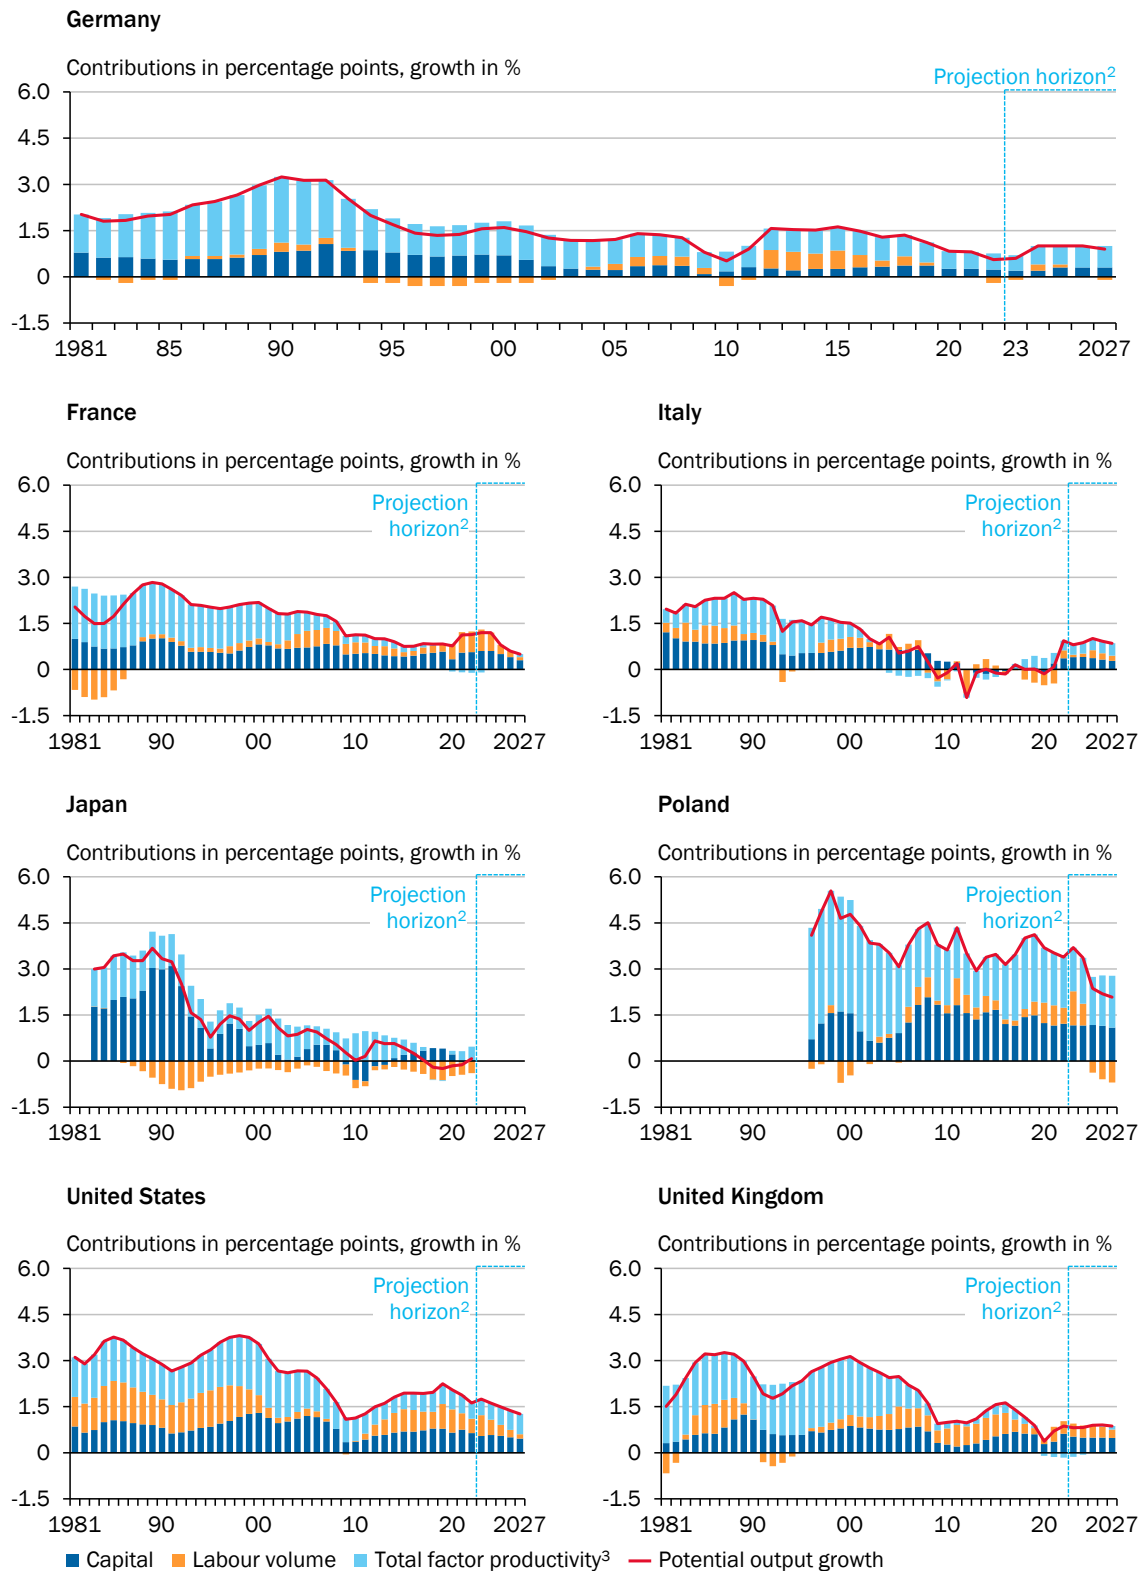 Germany
Contributions in percentage points, growth in %
Projection horizon²
6.0
4.5
3.0
1.5
0
-1.5
1981 85 90 95 00 05 10 15 20 23 2027
France
Contributions in percentage points, growth in %
6.0
4.5
3.0
1.5
0
-1.5
Projection
horizon²
1981 90 00 10 20 2027
Italy
Contributions in percentage points, growth in %
6.0
4.5
3.0
1.5
0
-1.5
Projection
horizon²
1981 90 00 10 20 2027
Japan
Contributions in percentage points, growth in %
6.0
4.5
3.0
1.5
0
-1.5
Projection
horizon²
1981 90 00 10 20 2027
Poland
Contributions in percentage points, growth in %
6.0
4.5
3.0
1.5
0
-1.5
Projection
horizon²
1981 90 00 10 20 2027
United States
Contributions in percentage points, growth in %
6.0
4.5
3.0
1.5
0
-1.5
Projection
horizon²
1981 90 00 10 20 2027
United Kingdom
Contributions in percentage points, growth in %
6.0
4.5
3.0
1.5
0
-1.5
Projection
horizon²
1981 90 00 10 20 2027
Capital Labour volume Total factor productivity³ Potential output growth